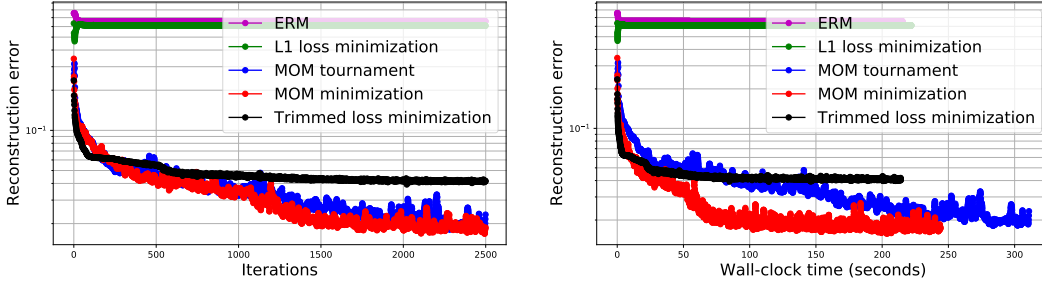 Reconstruction error
10⁻¹
ERM
L1 loss minimization
MOM tournament
MOM minimization
Trimmed loss minimization
0 500 1000 1500 2000 2500
Iterations
Reconstruction error
10⁻¹
ERM
L1 loss minimization
MOM tournament
MOM minimization
Trimmed loss minimization
0 50 100 150 200 250 300
Wall-clock time (seconds)